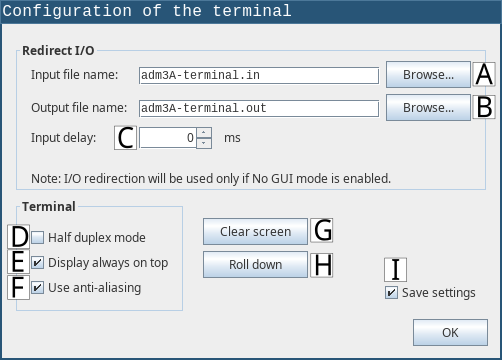 Configuration of the terminal
Redirect I/O
Input file name: adm3A-terminal.in Browse... A
Output file name: adm3A-terminal.out Browse... B
Input delay: C 0 ms
Note: I/O redirection will be used only if No GUI mode is enabled.
Terminal
D Half duplex mode Clear screen G
E Display always on top Roll down H
F Use anti-aliasing I
Save settings
OK